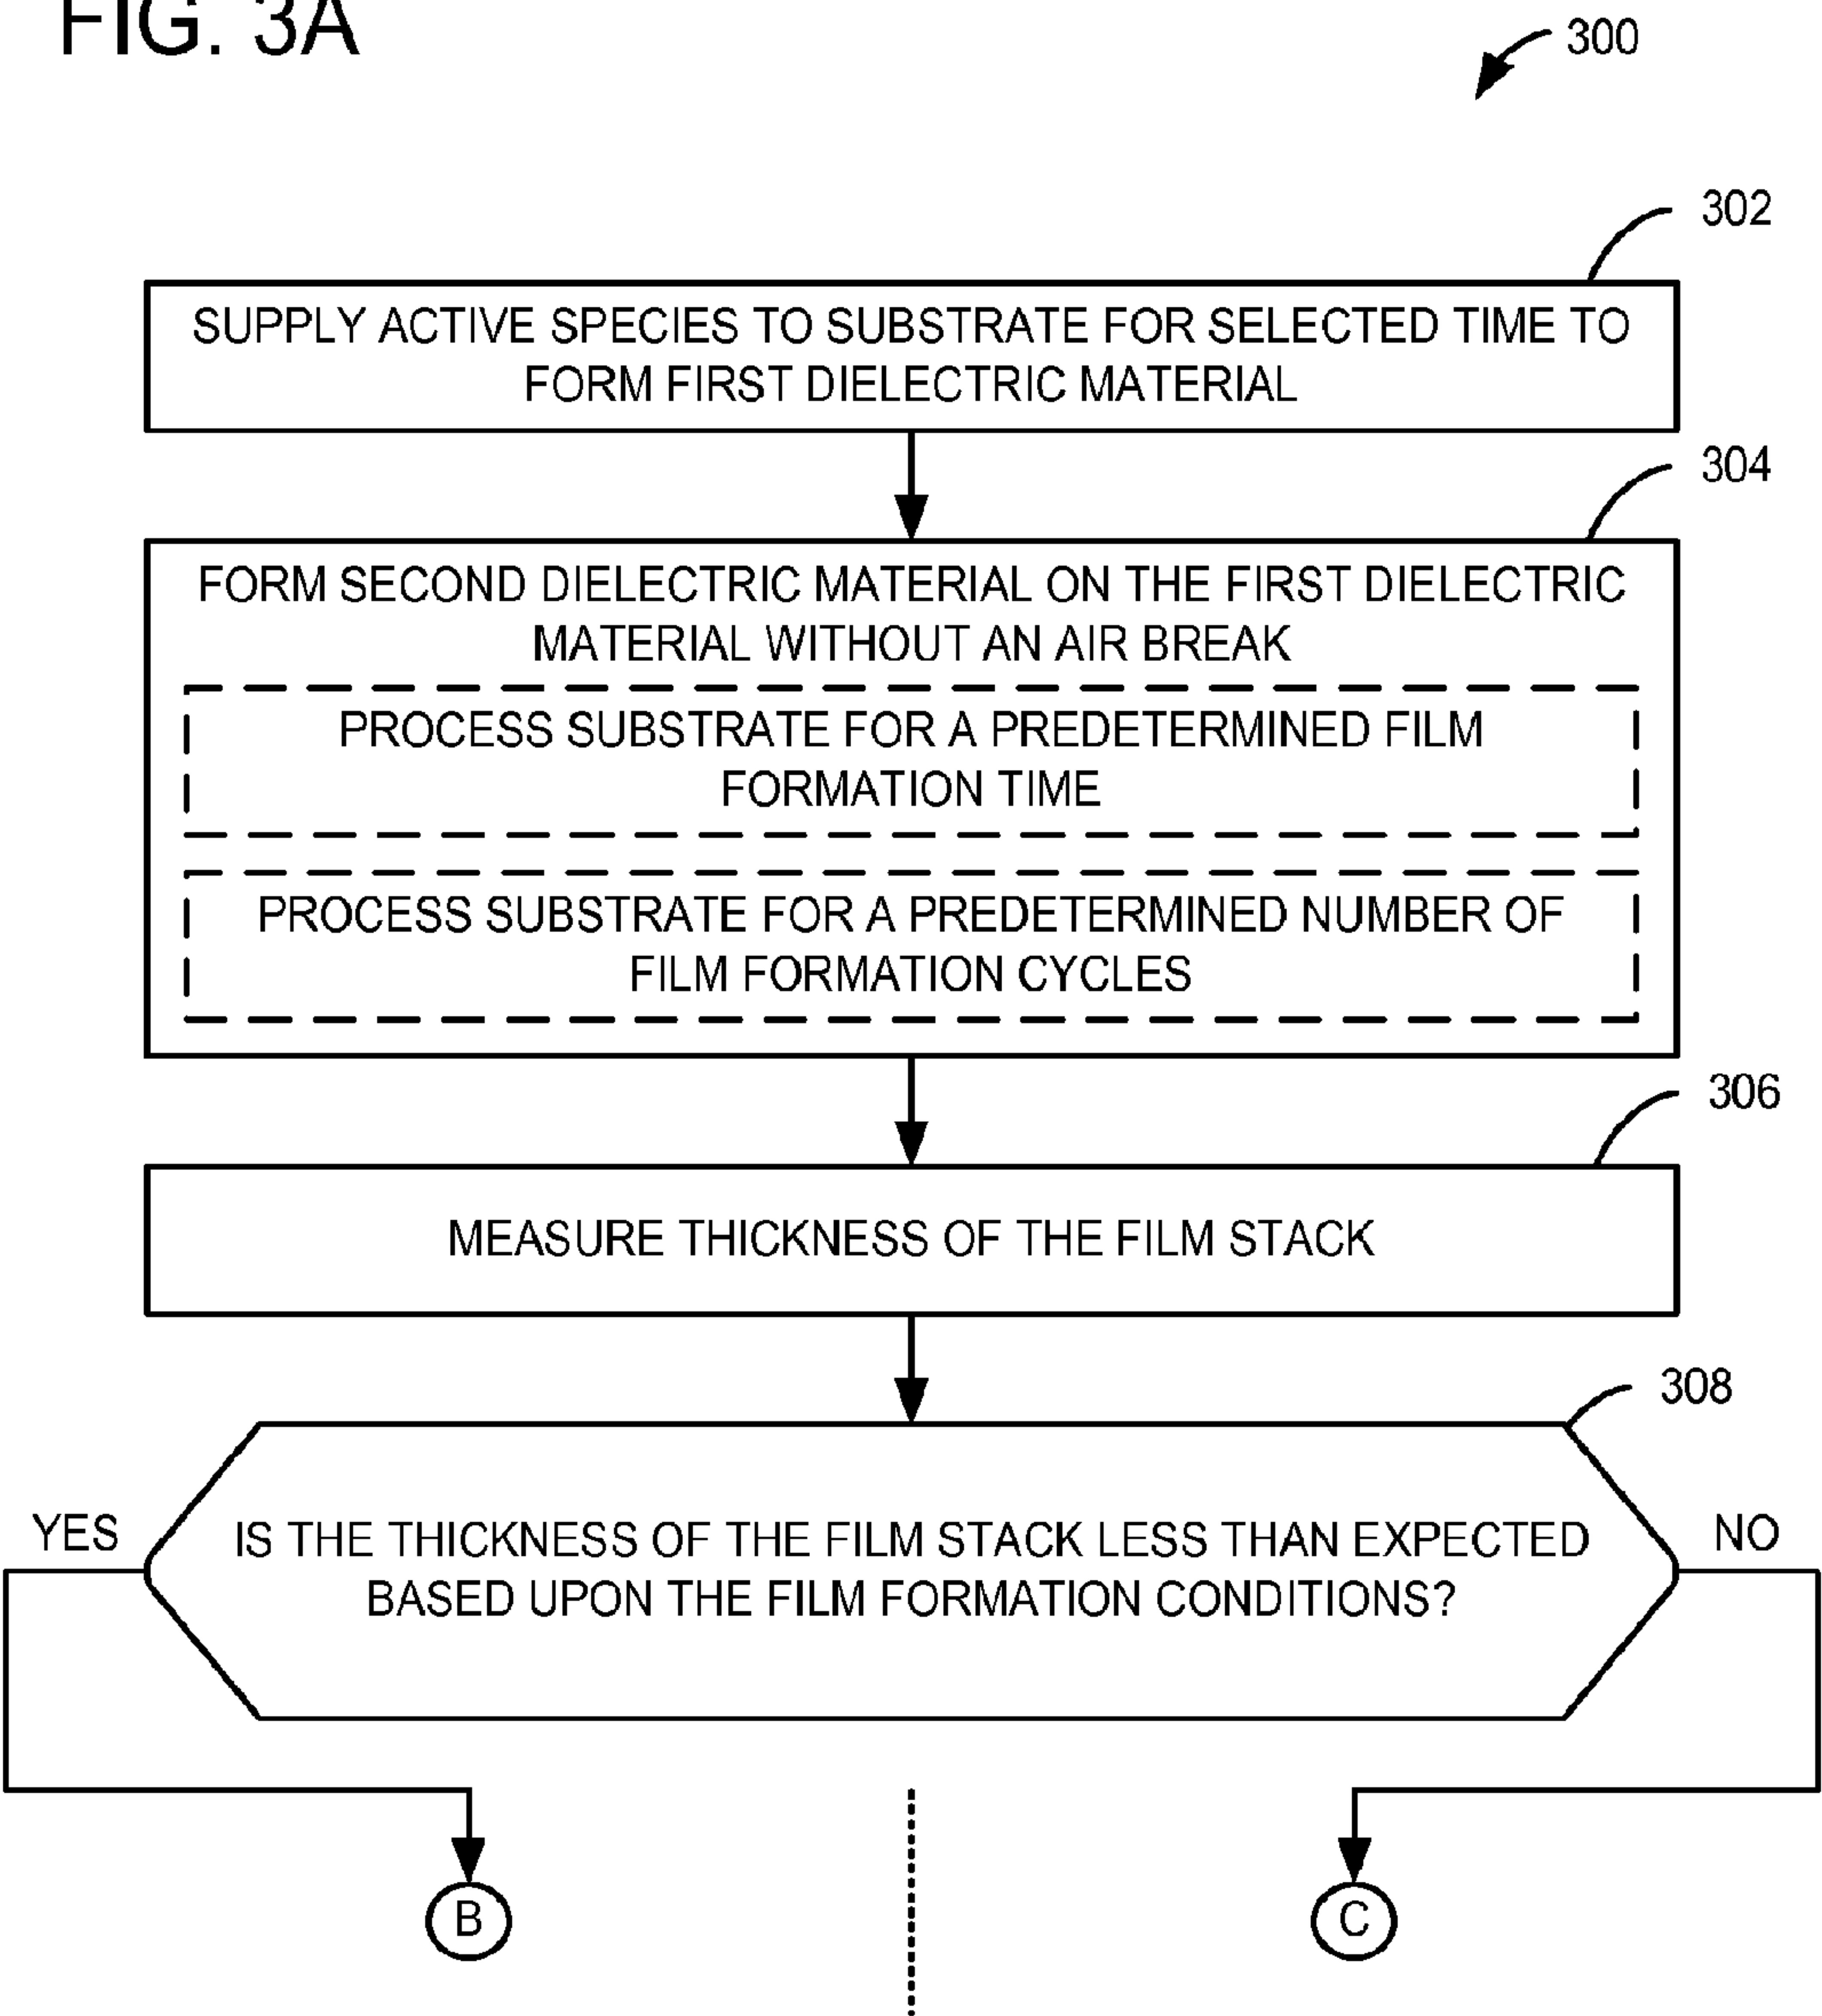 FIG. 3A
300
302
SUPPLY ACTIVE SPECIES TO SUBSTRATE FOR SELECTED TIME TO
FORM FIRST DIELECTRIC MATERIAL
304
FORM SECOND DIELECTRIC MATERIAL ON THE FIRST DIELECTRIC
MATERIAL WITHOUT AN AIR BREAK
PROCESS SUBSTRATE FOR A PREDETERMINED FILM
FORMATION TIME
PROCESS SUBSTRATE FOR A PREDETERMINED NUMBER OF
FILM FORMATION CYCLES
306
MEASURE THICKNESS OF THE FILM STACK
308
YES
IS THE THICKNESS OF THE FILM STACK LESS THAN EXPECTED
BASED UPON THE FILM FORMATION CONDITIONS?
NO
B
C